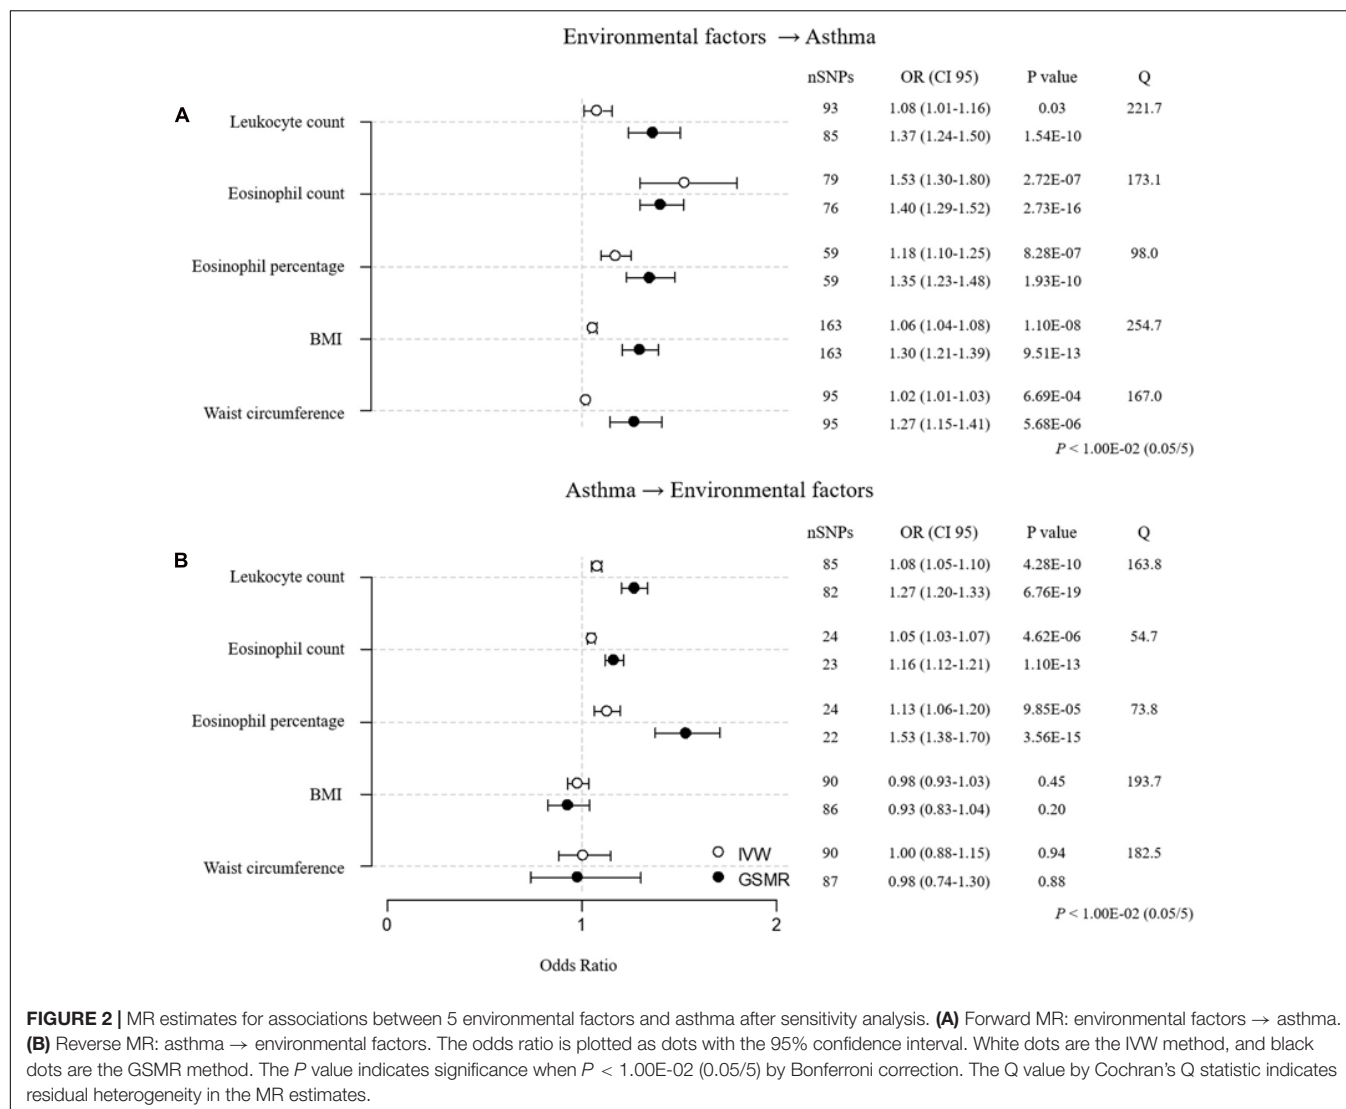 Environmental factors → Asthma
nSNPs OR (CI 95) P value Q
A
Leukocyte count
93 1.08 (1.01-1.16) 0.03 221.7
85 1.37 (1.24-1.50) 1.54E-10
Eosinophil count
79 1.53 (1.30-1.80) 2.72E-07 173.1
76 1.40 (1.29-1.52) 2.73E-16
Eosinophil percentage
59 1.18 (1.10-1.25) 8.28E-07 98.0
59 1.35 (1.23-1.48) 1.93E-10
BMI
163 1.06 (1.04-1.08) 1.10E-08 254.7
163 1.30 (1.21-1.39) 9.51E-13
Waist circumference
95 1.02 (1.01-1.03) 6.69E-04 167.0
95 1.27 (1.15-1.41) 5.68E-06
P < 1.00E-02 (0.05/5)
Asthma → Environmental factors
nSNPs OR (CI 95) P value Q
B
Leukocyte count
85 1.08 (1.05-1.10) 4.28E-10 163.8
82 1.27 (1.20-1.33) 6.76E-19
Eosinophil count
24 1.05 (1.03-1.07) 4.62E-06 54.7
23 1.16 (1.12-1.21) 1.10E-13
Eosinophil percentage
24 1.13 (1.06-1.20) 9.85E-05 73.8
22 1.53 (1.38-1.70) 3.56E-15
BMI
90 0.98 (0.93-1.03) 0.45 193.7
86 0.93 (0.83-1.04) 0.20
Waist circumference
IVW 90 1.00 (0.88-1.15) 0.94 182.5
GSMR 87 0.98 (0.74-1.30) 0.88
P < 1.00E-02 (0.05/5)
0 1 2
Odds Ratio
FIGURE 2 | MR estimates for associations between 5 environmental factors and asthma after sensitivity analysis. (A) Forward MR: environmental factors → asthma.
(B) Reverse MR: asthma → environmental factors. The odds ratio is plotted as dots with the 95% confidence interval. White dots are the IVW method, and black
dots are the GSMR method. The P value indicates significance when P < 1.00E-02 (0.05/5) by Bonferroni correction. The Q value by Cochran's Q statistic indicates
residual heterogeneity in the MR estimates.